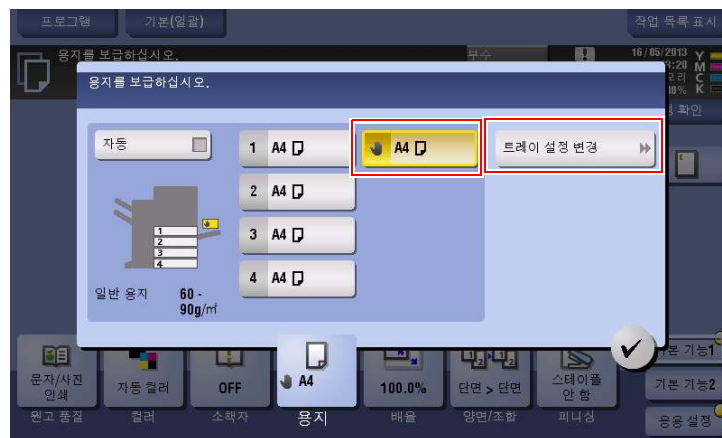 프로그램
기본(일괄)
작업 목록 표시
용지를 보급하십시오.
부수
16/05/2013
Y
M
C
K
확인
용지를 보급하십시오.
자동
1 A4
A4
트레이 설정 변경
2 A4
3 A4
4 A4
1
2
3
4
일반 용지
60 -
90g/㎡
문자/사진
인쇄
자동 컬러
OFF
A4
100.0%
단면 > 단면
스테이플
안 함
본 기능1
기본 기능2
원고 품질
컬러
소책자
용지
배율
양면/조합
피니싱
응용 설정